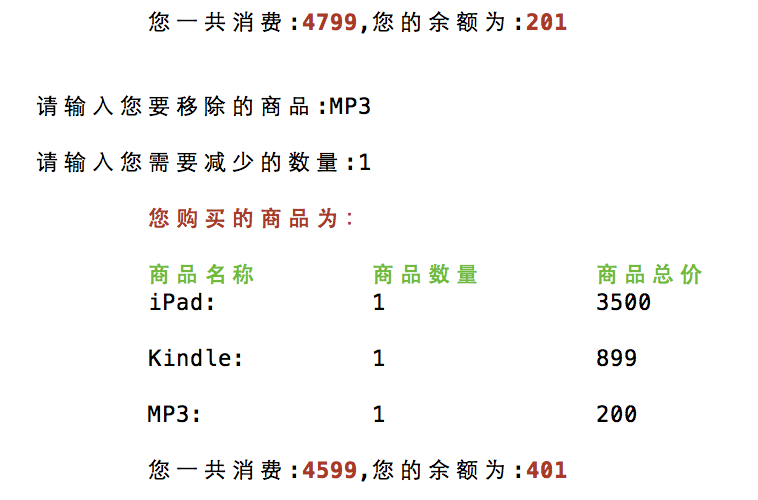 您一共消费:4799,您的余额为:201
请输入您要移除的商品:MP3
请输入您需要减少的数量:1
您购买的商品为:
商品名称 商品数量 商品总价
iPad: 1 3500
Kindle: 1 899
MP3: 1 200
您一共消费:4599,您的余额为:401